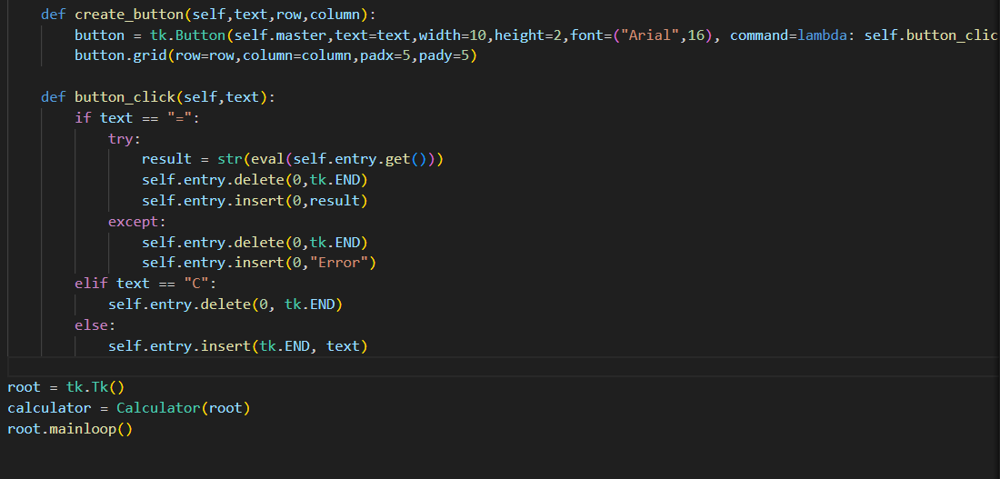 def create_button(self,text,row,column):
button = tk.Button(self.master,text=text,width=10,height=2,font=("Arial",16), command=lambda: self.button_clic
button.grid(row=row,column=column,padx=5,pady=5)
def button_click(self,text):
if text == "=":
try:
result = str(eval(self.entry.get()))
self.entry.delete(0,tk.END)
self.entry.insert(0,result)
except:
self.entry.delete(0,tk.END)
self.entry.insert(0,"Error")
elif text == "C":
self.entry.delete(0, tk.END)
else:
self.entry.insert(tk.END, text)
root = tk.Tk()
calculator = Calculator(root)
root.mainloop()